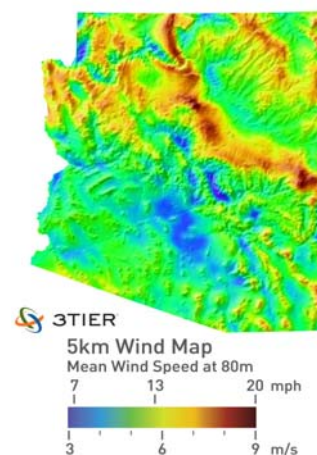 3TIER
5km Wind Map
Mean Wind Speed at 80m
7 13 20 mph
3 6 9 m/s